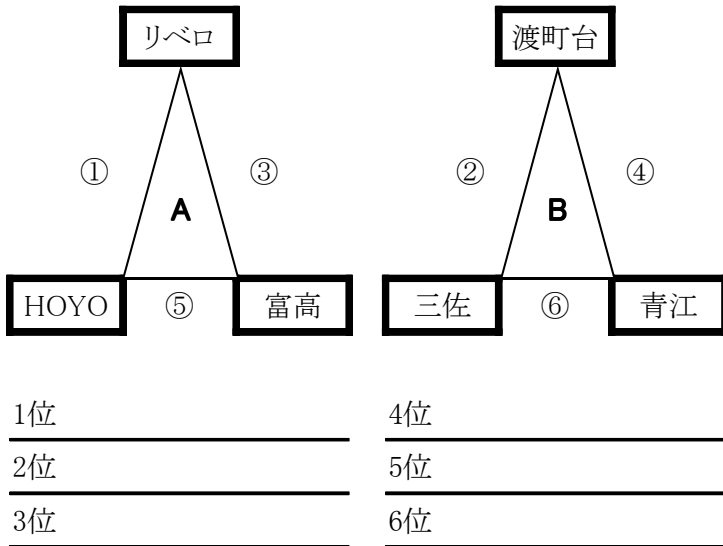 リベロ
渡町台
①
③
②
④
A
B
HOYO
⑤
富高
三佐
⑥
青江
1位
4位
2位
5位
3位
6位